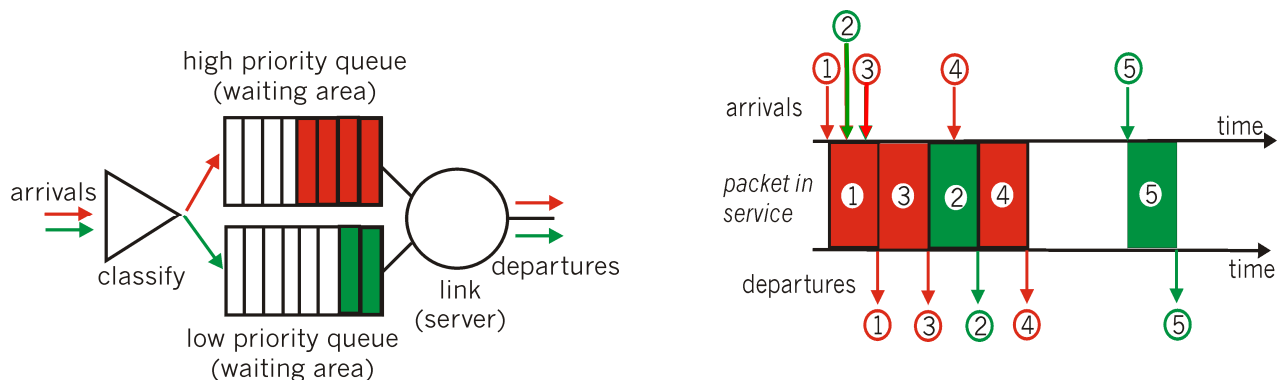 high priority queue
(waiting area)
arrivals
classify
low priority queue
(waiting area)
link
(server)
departures
2
1
3
4
5
arrivals
time
packet in
service
1
3
2
4
5
time
departures
1
3
2
4
5